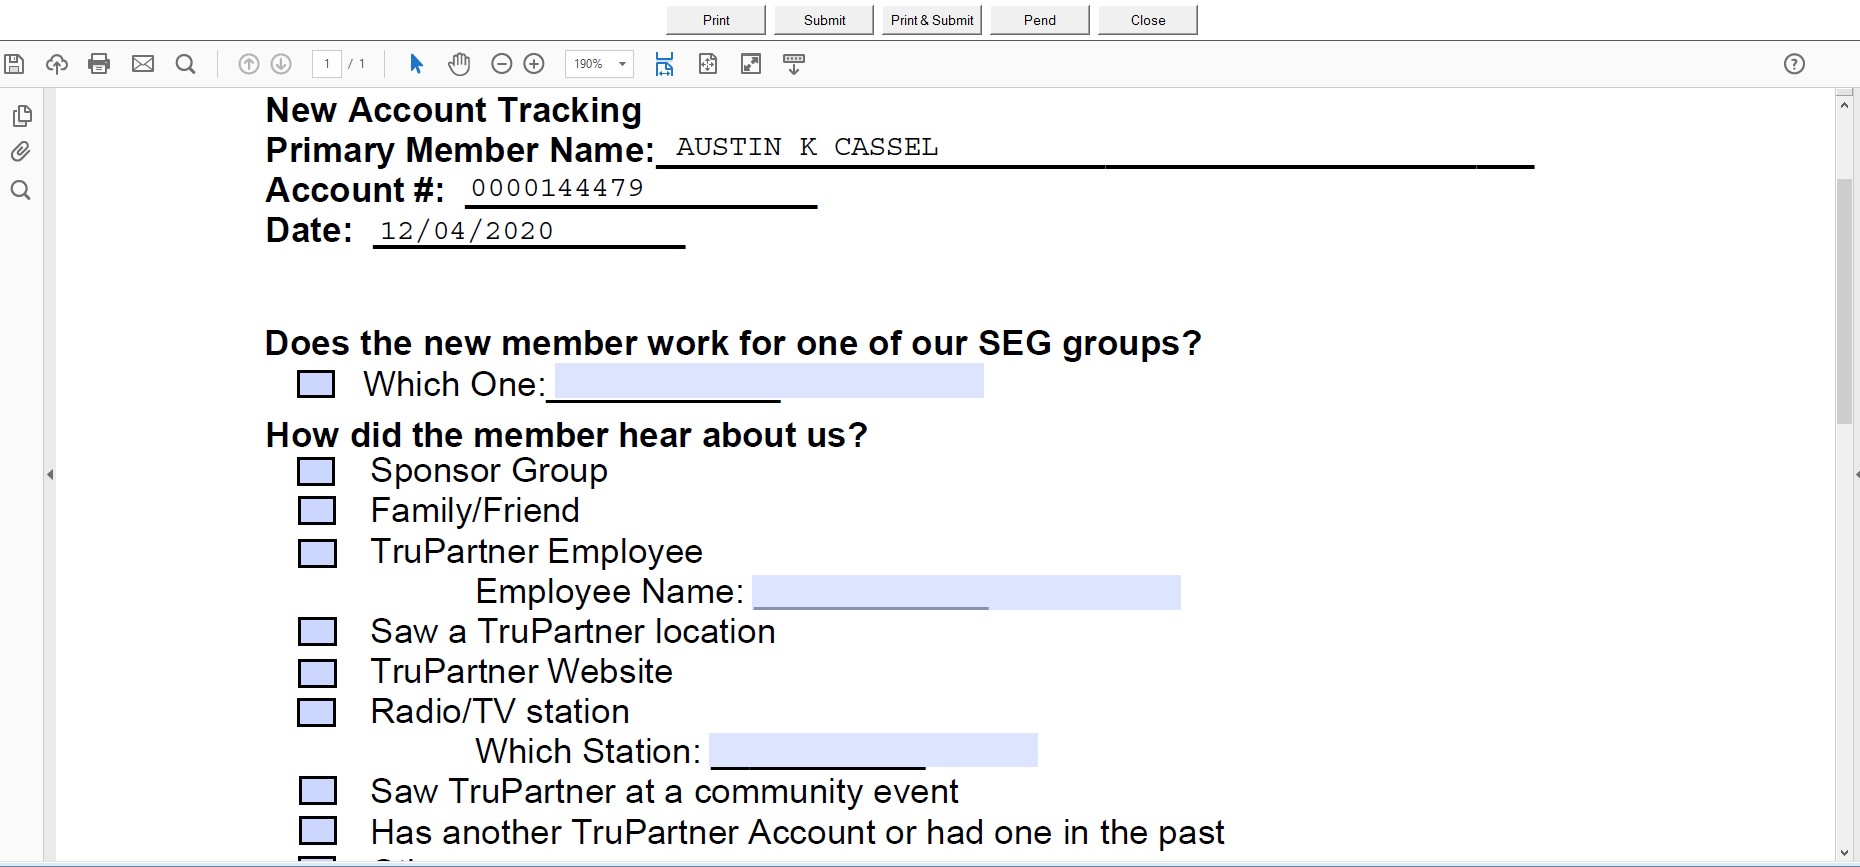 Print Submit Print & Submit Pend Close
1 / 1 190%
New Account Tracking
Primary Member Name: AUSTIN K CASSEL
Account #: 0000144479
Date: 12/04/2020
Does the new member work for one of our SEG groups?
Which One:
How did the member hear about us?
Sponsor Group
Family/Friend
TruPartner Employee
Employee Name:
Saw a TruPartner location
TruPartner Website
Radio/TV station
Which Station:
Saw TruPartner at a community event
Has another TruPartner Account or had one in the past